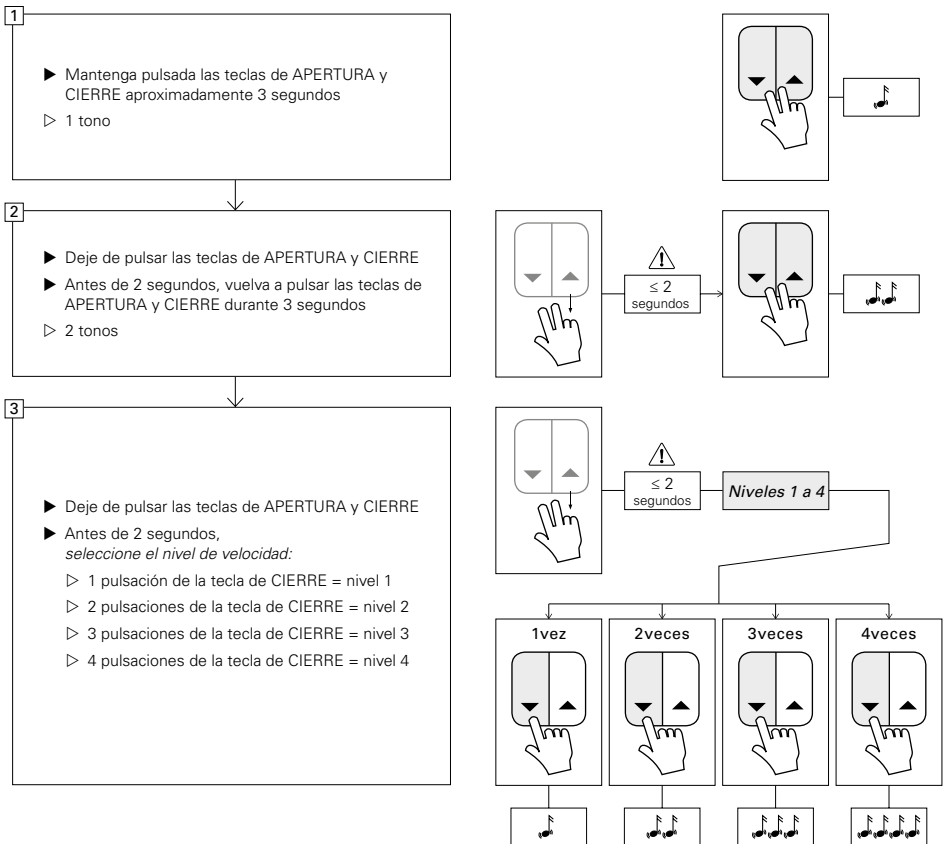 1
▶ Mantenga pulsada las teclas de APERTURA y
CIERRE aproximadamente 3 segundos
▷ 1 tono
2
▶ Deje de pulsar las teclas de APERTURA y CIERRE
▶ Antes de 2 segundos, vuelva a pulsar las teclas de
APERTURA y CIERRE durante 3 segundos
▷ 2 tonos
≤ 2
segundos
3
▶ Deje de pulsar las teclas de APERTURA y CIERRE
▶ Antes de 2 segundos,
seleccione el nivel de velocidad:
▷ 1 pulsación de la tecla de CIERRE = nivel 1
▷ 2 pulsaciones de la tecla de CIERRE = nivel 2
▷ 3 pulsaciones de la tecla de CIERRE = nivel 3
▷ 4 pulsaciones de la tecla de CIERRE = nivel 4
≤ 2
segundos
Niveles 1 a 4
1vez
2veces
3veces
4veces